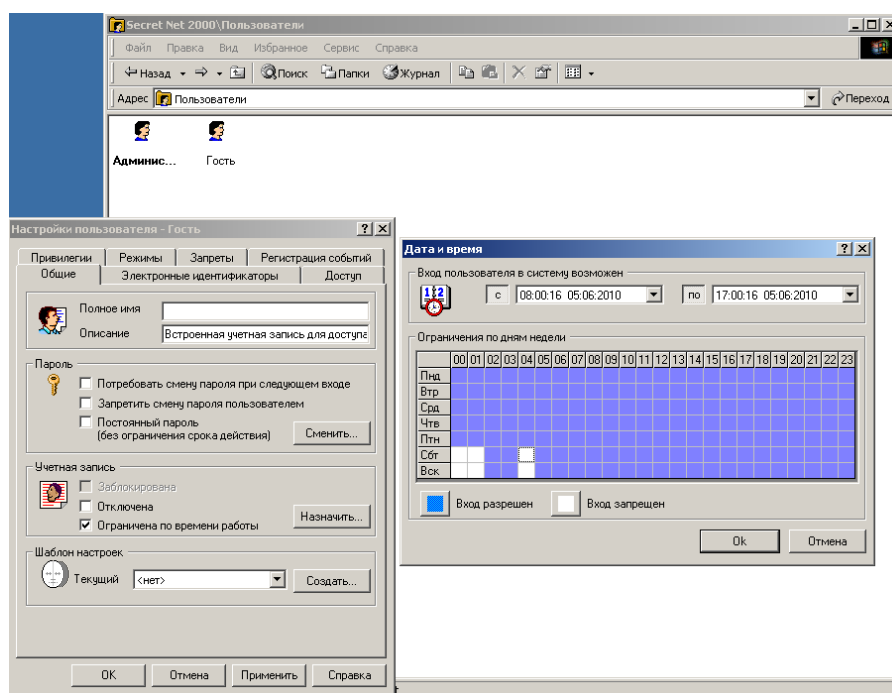 Secret Net 2000\Пользователи
Файл Правка Вид Избранное Сервис Справка
Назад Поиск Папки Журнал
Адрес Пользователи Переход
Админис... Гость
Настройки пользователя - Гость
Привилегии Режимы Запреты Регистрация событий
Общие Электронные идентификаторы Доступ
Полное имя
Описание Встроенная учетная запись для доступа
Пароль
Потребовать смену пароля при следующем входе
Запретить смену пароля пользователем
Постоянный пароль
(без ограничения срока действия) Сменить...
Учетная запись
Заблокирована
Отключена
Ограничена по времени работы Назначить...
Шаблон настроек
Текущий <нет> Создать...
OK Отмена Применить Справка
Дата и время
Вход пользователя в систему возможен
с 08:00:16 05:06:2010 по 17:00:16 05:06:2010
Ограничения по дням недели
00 01 02 03 04 05 06 07 08 09 10 11 12 13 14 15 16 17 18 19 20 21 22 23
Пнд
Втр
Срд
Чтв
Птн
Сбт
Вск
Вход разрешен Вход запрещен
Ok Отмена